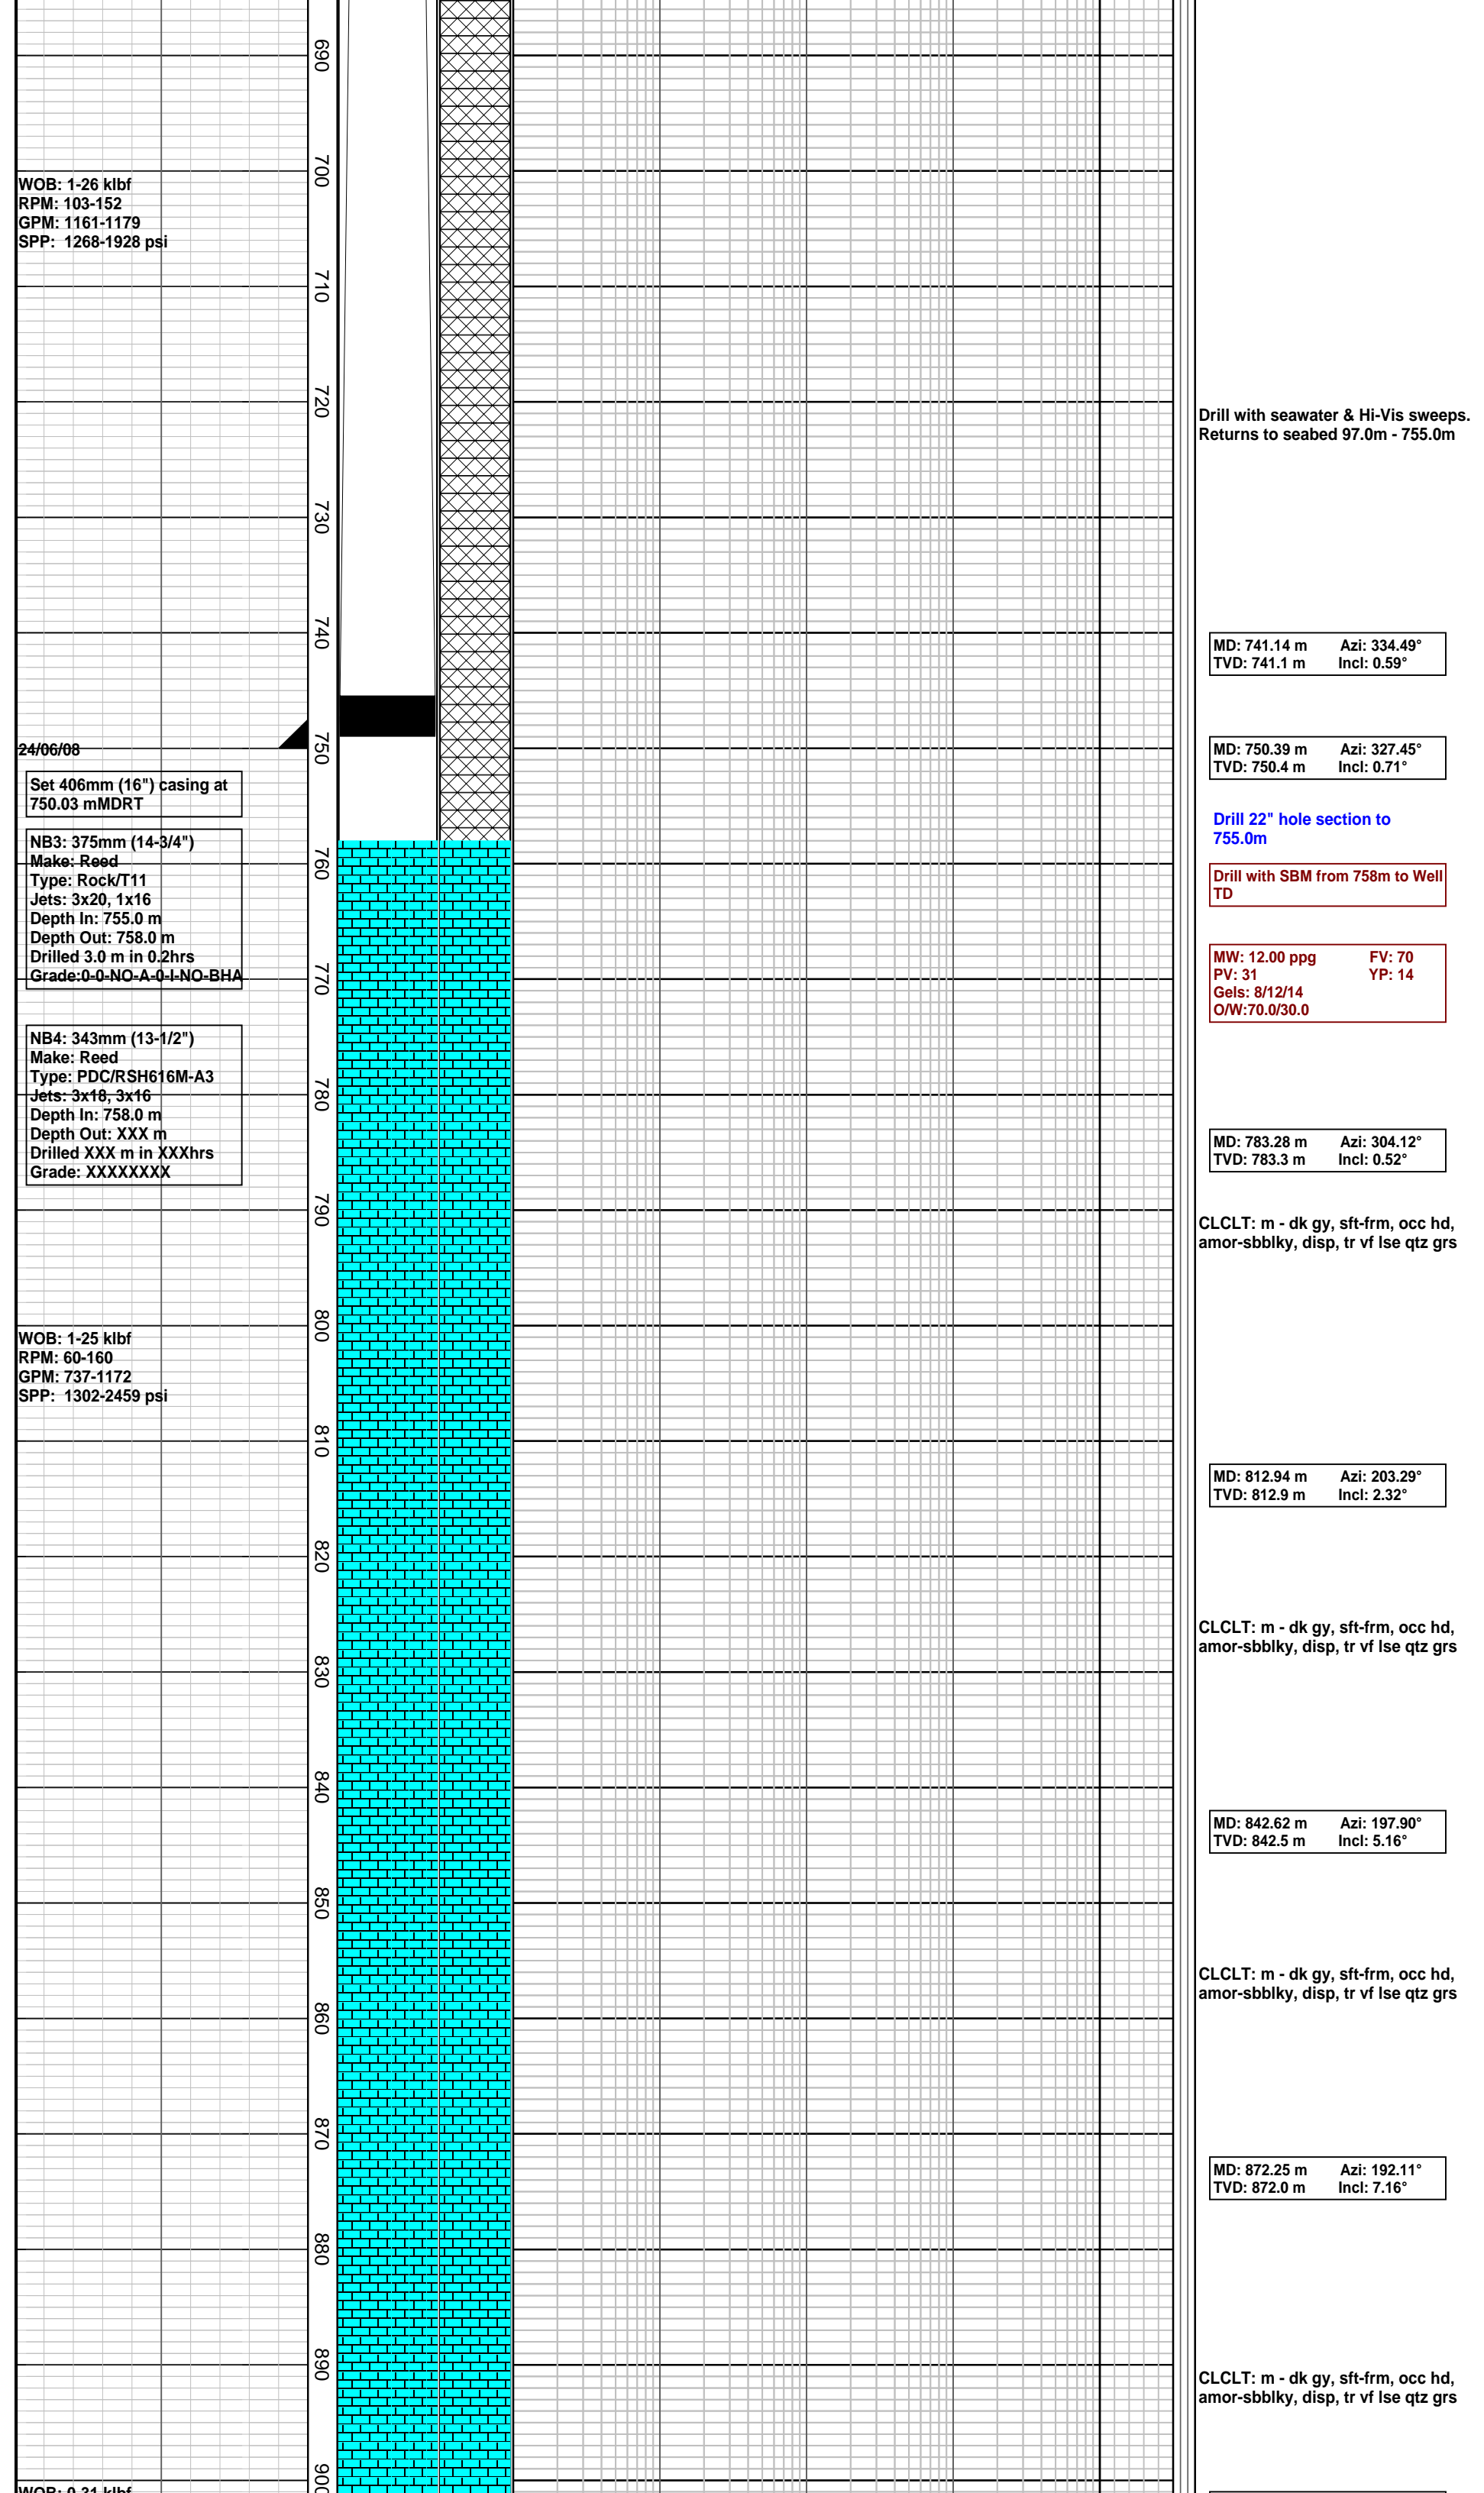 690
700
WOB: 1-26 klbf
RPM: 103-152
GPM: 1161-1179
SPP: 1268-1928 psi
710
720
Drill with seawater & Hi-Vis sweeps.
Returns to seabed 97.0m - 755.0m
730
740
MD: 741.14 m Azi: 334.49°
TVD: 741.1 m Incl: 0.59°
750
24/06/08
MD: 750.39 m Azi: 327.45°
TVD: 750.4 m Incl: 0.71°
Set 406mm (16") casing at
750.03 mMDRT
Drill 22" hole section to
755.0m
NB3: 375mm (14-3/4")
Make: Reed
Type: Rock/T11
Jets: 3x20, 1x16
Depth In: 755.0 m
Depth Out: 758.0 m
Drilled 3.0 m in 0.2hrs
Grade:0-0-NO-A-0-I-NO-BHA
760
Drill with SBM from 758m to Well
TD
MW: 12.00 ppg FV: 70
PV: 31 YP: 14
Gels: 8/12/14
O/W:70.0/30.0
770
NB4: 343mm (13-1/2")
Make: Reed
Type: PDC/RSH616M-A3
Jets: 3x18, 3x16
Depth In: 758.0 m
Depth Out: XXX m
Drilled XXX m in XXXhrs
Grade: XXXXXXXX
780
MD: 783.28 m Azi: 304.12°
TVD: 783.3 m Incl: 0.52°
790
CLCLT: m - dk gy, sft-frm, occ hd,
amor-sbblky, disp, tr vf lse qtz grs
800
WOB: 1-25 klbf
RPM: 60-160
GPM: 737-1172
SPP: 1302-2459 psi
810
MD: 812.94 m Azi: 203.29°
TVD: 812.9 m Incl: 2.32°
820
CLCLT: m - dk gy, sft-frm, occ hd,
amor-sbblky, disp, tr vf lse qtz grs
830
840
MD: 842.62 m Azi: 197.90°
TVD: 842.5 m Incl: 5.16°
850
CLCLT: m - dk gy, sft-frm, occ hd,
amor-sbblky, disp, tr vf lse qtz grs
860
870
MD: 872.25 m Azi: 192.11°
TVD: 872.0 m Incl: 7.16°
880
890
CLCLT: m - dk gy, sft-frm, occ hd,
amor-sbblky, disp, tr vf lse qtz grs
900
WOB: 0-31 klbf